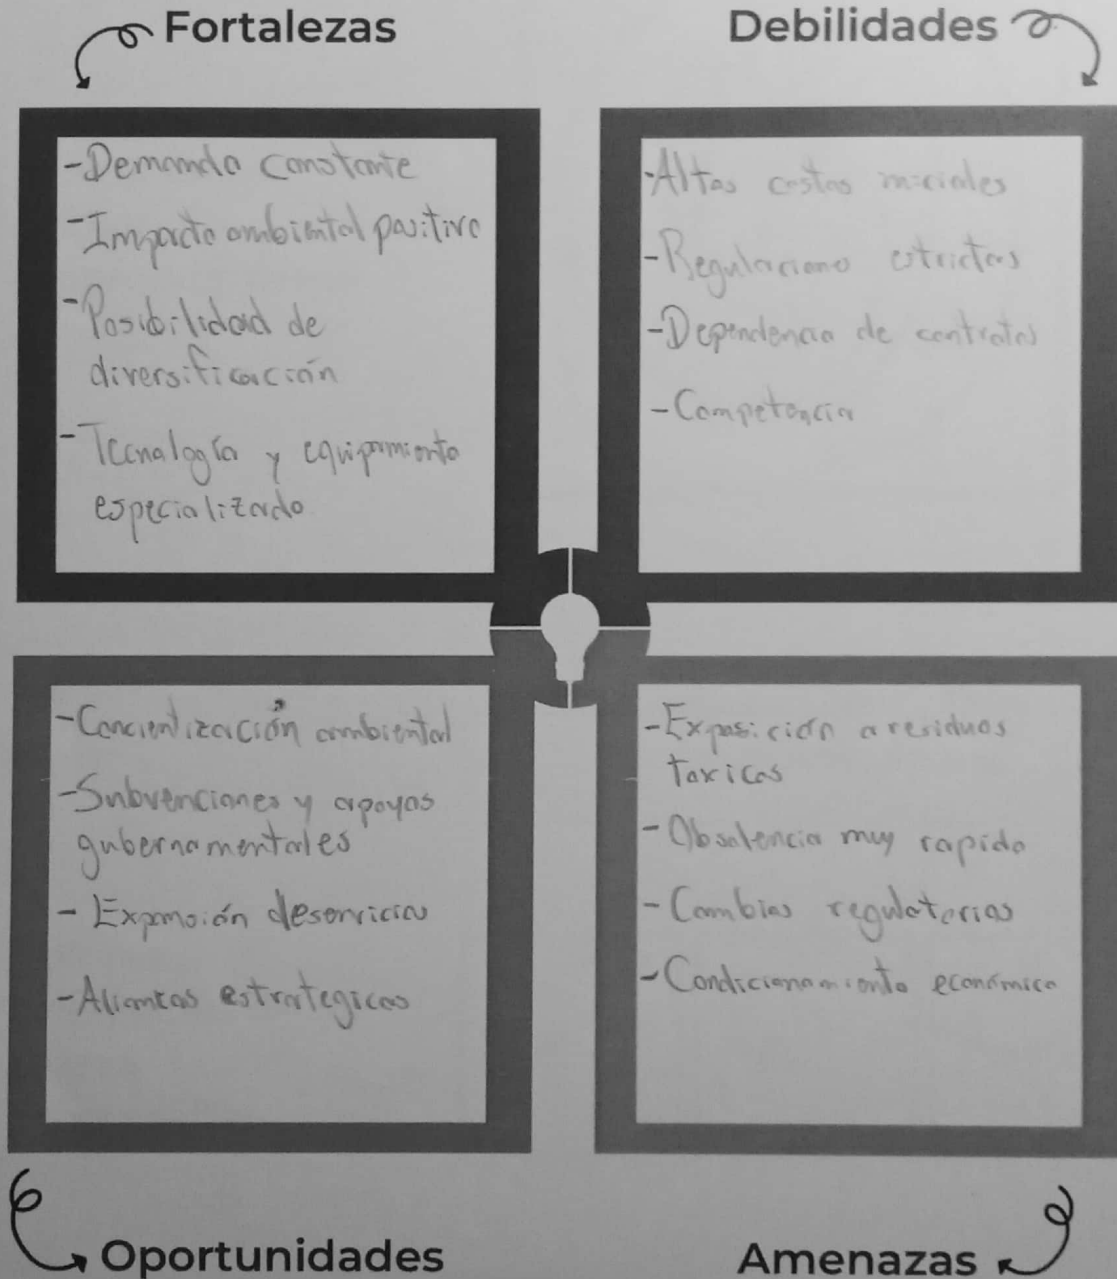 Fortalezas
-Demanda constante
-Impacto ambiental positivo
-Posibilidad de
diversificación
-Tecnología y equipamiento
especializado
Debilidades
-Altos costos iniciales
-Regulaciones estrictas
-Dependencia de contratos
-Competencia
-Concientización ambiental
-Subvenciones y apoyos
gubernamentales
-Expansión de servicios
-Alianzas estrategicas
Oportunidades
-Exposición a residuos
toxicos
-Obsolencia muy rapida
-Cambios regulatorios
-Condicionamiento económico
Amenazas